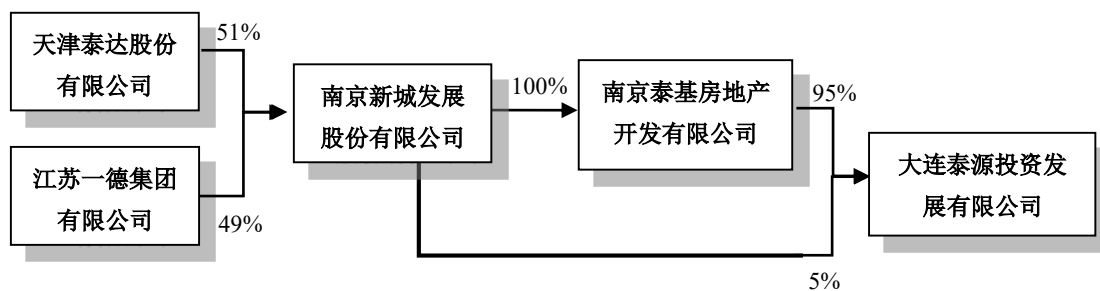 天津泰达股份
有限公司
51%
江苏一德集团
有限公司
49%
南京新城发展
股份有限公司
100%
南京泰基房地产
开发有限公司
95%
5%
大连泰源投资发
展有限公司